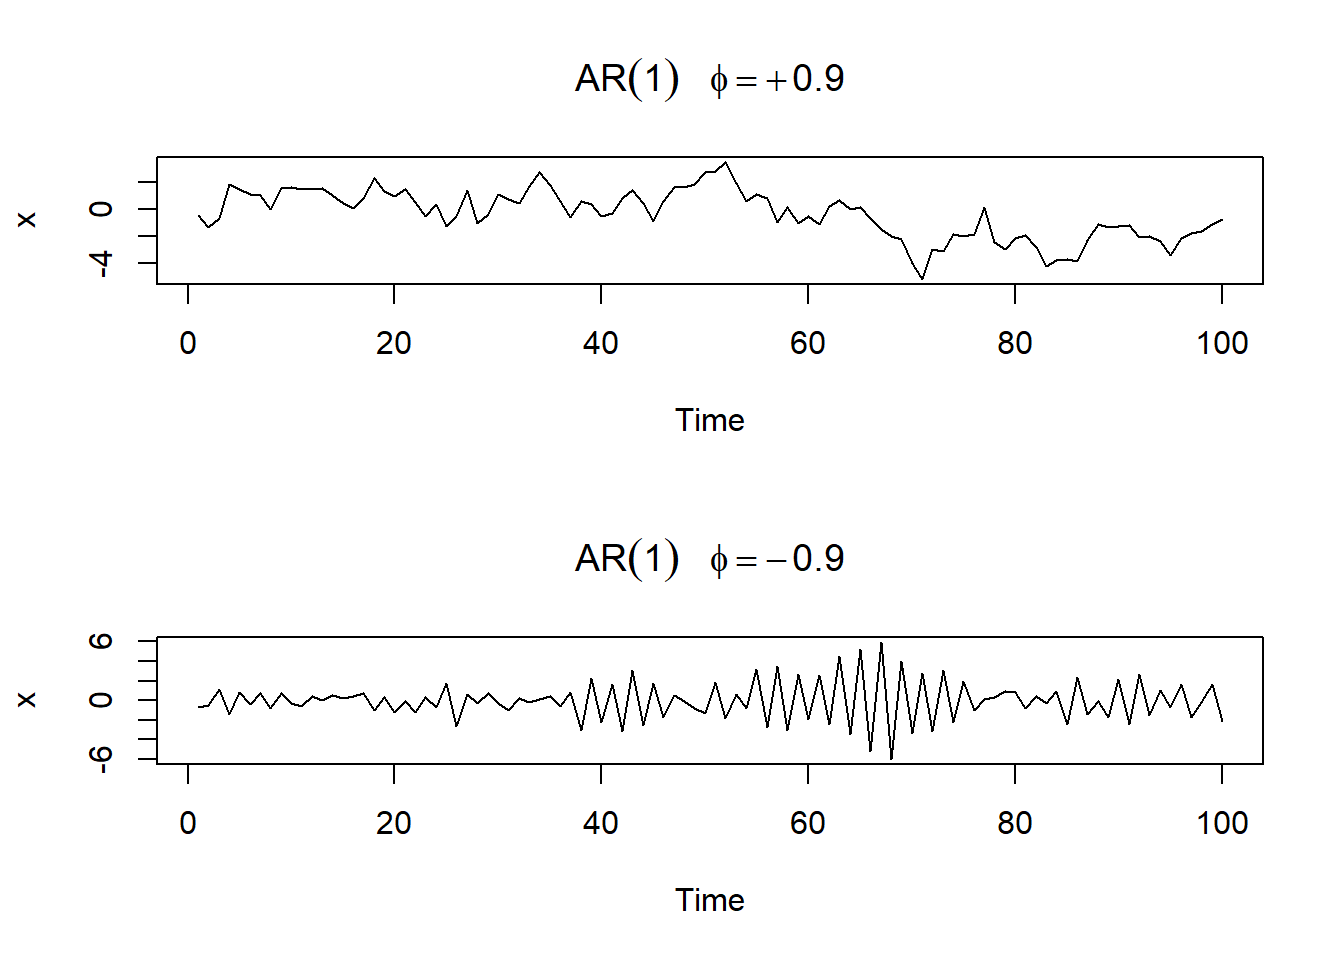 AR(1) ϕ = +0.9
x
0
-4
0 20 40 60 80 100
Time
AR(1) ϕ = −0.9
x
6
0
-6
0 20 40 60 80 100
Time